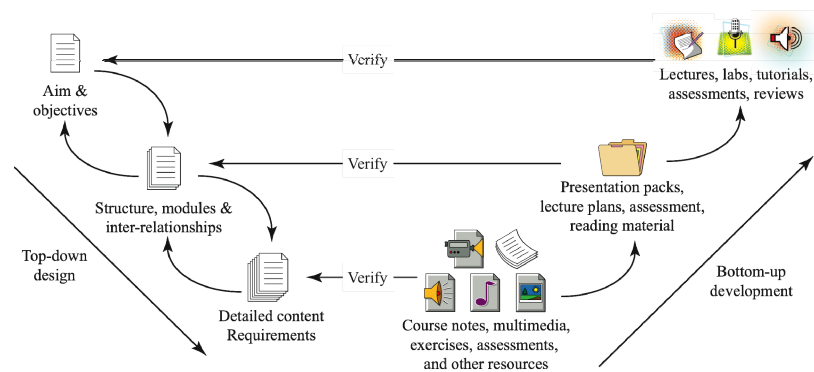 Verify
Lectures, labs, tutorials,
assessments, reviews
Aim &
objectives
Verify
Presentation packs,
lecture plans, assessment,
reading material
Structure, modules &
inter-relationships
Top-down
design
Verify
Bottom-up
development
Detailed content
Requirements
Course notes, multimedia,
exercises, assessments,
and other resources